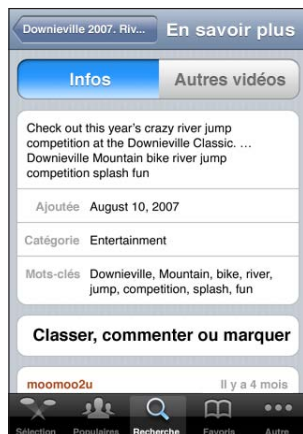 Downieville 2007. Riv...
En savoir plus
Infos
Autres vidéos
Check out this year's crazy river jump
competition at the Downieville Classic. ...
Downieville Mountain bike river jump
competition splash fun
Ajoutée August 10, 2007
Catégorie Entertainment
Mots-clés Downieville, Mountain, bike, river,
jump, competition, splash, fun
Classer, commenter ou marquer
moomoo2u Il y a 4 mois
Sélection Populaires Recherche Favoris Autre